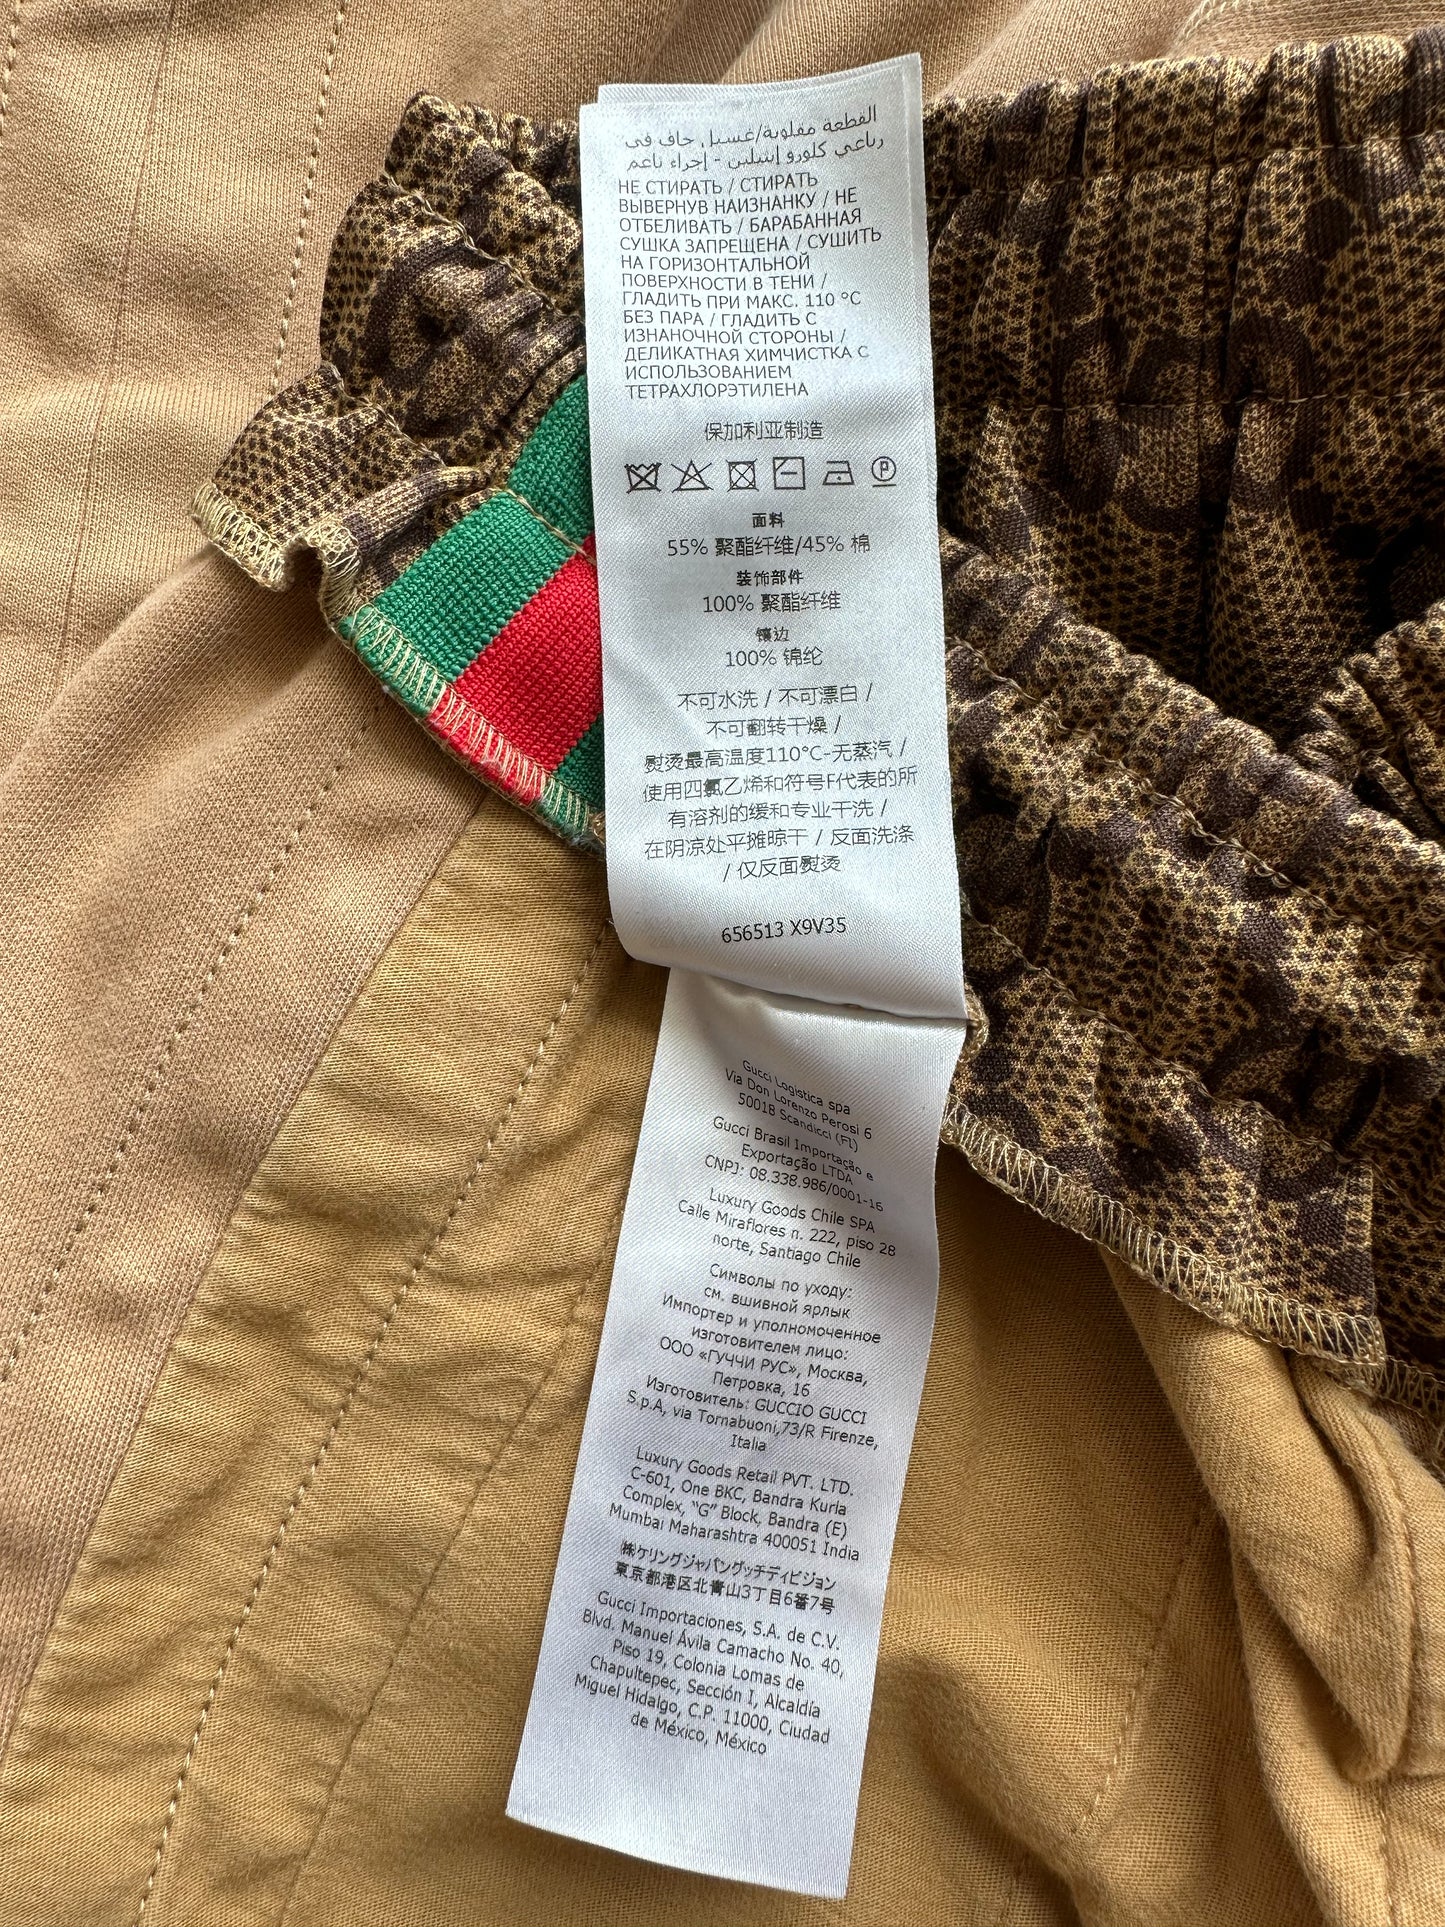 القطعة مقلوبة/غسيل جاف في
رباعي كلورو إيثيلين - إجراء ناعم
НЕ СТИРАТЬ / СТИРАТЬ
ВЫВЕРНУВ НАИЗНАНКУ / НЕ
ОТБЕЛИВАТЬ / БАРАБАННАЯ
СУШКА ЗАПРЕЩЕНА / СУШИТЬ
НА ГОРИЗОНТАЛЬНОЙ
ПОВЕРХНОСТИ В ТЕНИ /
ГЛАДИТЬ ПРИ МАКС. 110 °C
БЕЗ ПАРА / ГЛАДИТЬ С
ИЗНАНОЧНОЙ СТОРОНЫ /
ДЕЛИКАТНАЯ ХИМЧИСТКА С
ИСПОЛЬЗОВАНИЕМ
ТЕТРАХЛОРЭТИЛЕНА
保加利亚制造
P
面料
55% 聚酯纤维/45% 棉
装饰部件
100% 聚酯纤维
镶边
100% 锦纶
不可水洗 / 不可漂白 /
不可翻转干燥 /
熨烫最高温度110°C-无蒸汽 /
使用四氯乙烯和符号F代表的所
有溶剂的缓和专业干洗 /
在阴凉处平摊晾干 / 反面洗涤
/ 仅反面熨烫
656513 X9V35
Gucci Logistica spa
Via Don Lorenzo Perosi 6
50018 Scandicci (FI)
Gucci Brasil Importação e
Exportação LTDA
CNPJ: 08.338.986/0001-16
Luxury Goods Chile SPA
Calle Miraflores n. 222, piso 28
norte, Santiago Chile
Символы по уходу:
см. вшивной ярлык
Импортер и уполномоченное
изготовителем лицо:
ООО «ГУЧЧИ РУС», Москва,
Петровка, 16
Изготовитель: GUCCIO GUCCI
S.p.A, via Tornabuoni,73/R Firenze,
Italia
Luxury Goods Retail PVT. LTD.
C-601, One BKC, Bandra Kurla
Complex, "G" Block, Bandra (E)
Mumbai Maharashtra 400051 India
㈱ケリングジャパングッチディビジョン
東京都港区北青山3丁目6番7号
Gucci Importaciones, S.A. de C.V.
Blvd. Manuel Ávila Camacho No. 40,
Piso 19, Colonia Lomas de
Chapultepec, Sección I, Alcaldía
Miguel Hidalgo, C.P. 11000, Ciudad
de México, México